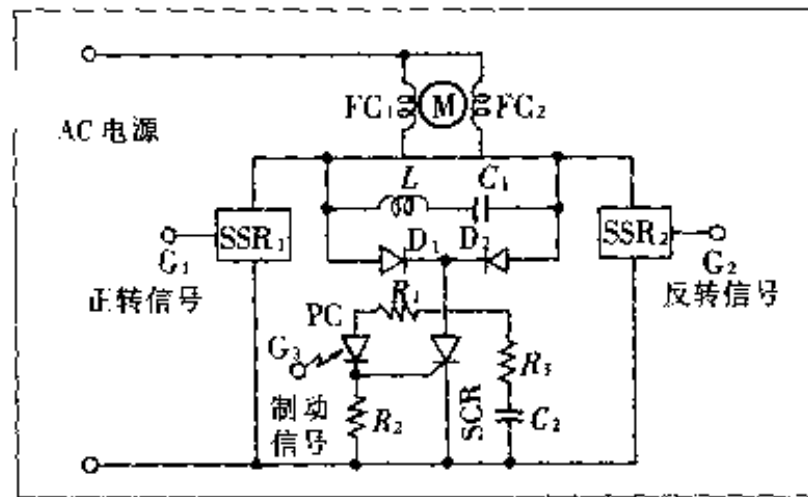 FC₁ M FC₂
AC 电源
L C₁
SSR₁ SSR₂
D₁ D₂
G₁ G₂
正转信号 反转信号
R₁
PC
G₃
R₃
制动
信号
R₂ SCR C₂